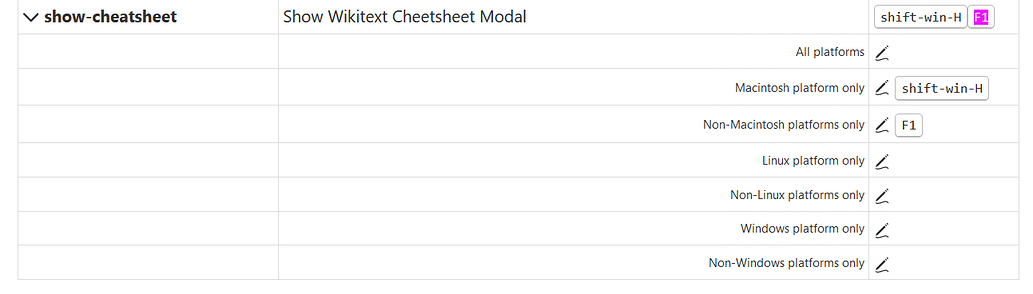 show-cheatsheet Show Wikitext Cheetsheet Modal shift-win-H F1
All platforms
Macintosh platform only shift-win-H
Non-Macintosh platforms only F1
Linux platform only
Non-Linux platforms only
Windows platform only
Non-Windows platforms only